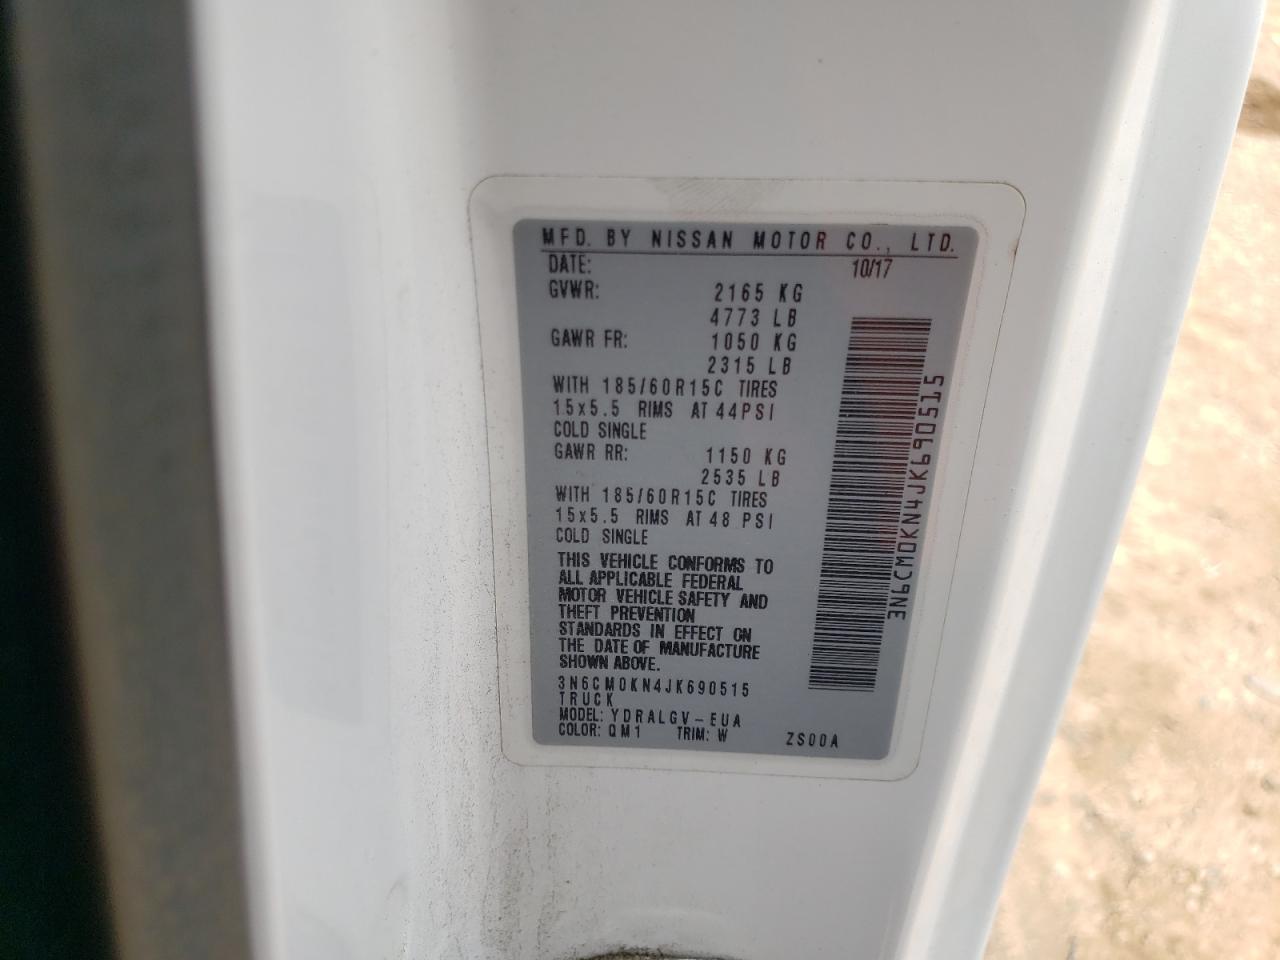 MFD. BY NISSAN MOTOR CO., LTD.
DATE: 10/17
GVWR: 2165 KG
4773 LB
GAWR FR: 1050 KG
2315 LB
WITH 185/60R15C TIRES
15x5.5 RIMS AT 44PSI
COLD SINGLE
GAWR RR: 1150 KG
2535 LB
WITH 185/60R15C TIRES
15x5.5 RIMS AT 48 PSI
COLD SINGLE
THIS VEHICLE CONFORMS TO
ALL APPLICABLE FEDERAL
MOTOR VEHICLE SAFETY AND
THEFT PREVENTION
STANDARDS IN EFFECT ON
THE DATE OF MANUFACTURE
SHOWN ABOVE.
3N6CM0KN4JK690515
TRUCK
MODEL: YDRALGV-EUA
COLOR: QM1 TRIM: W ZS00A
3N6CM0KN4JK690515